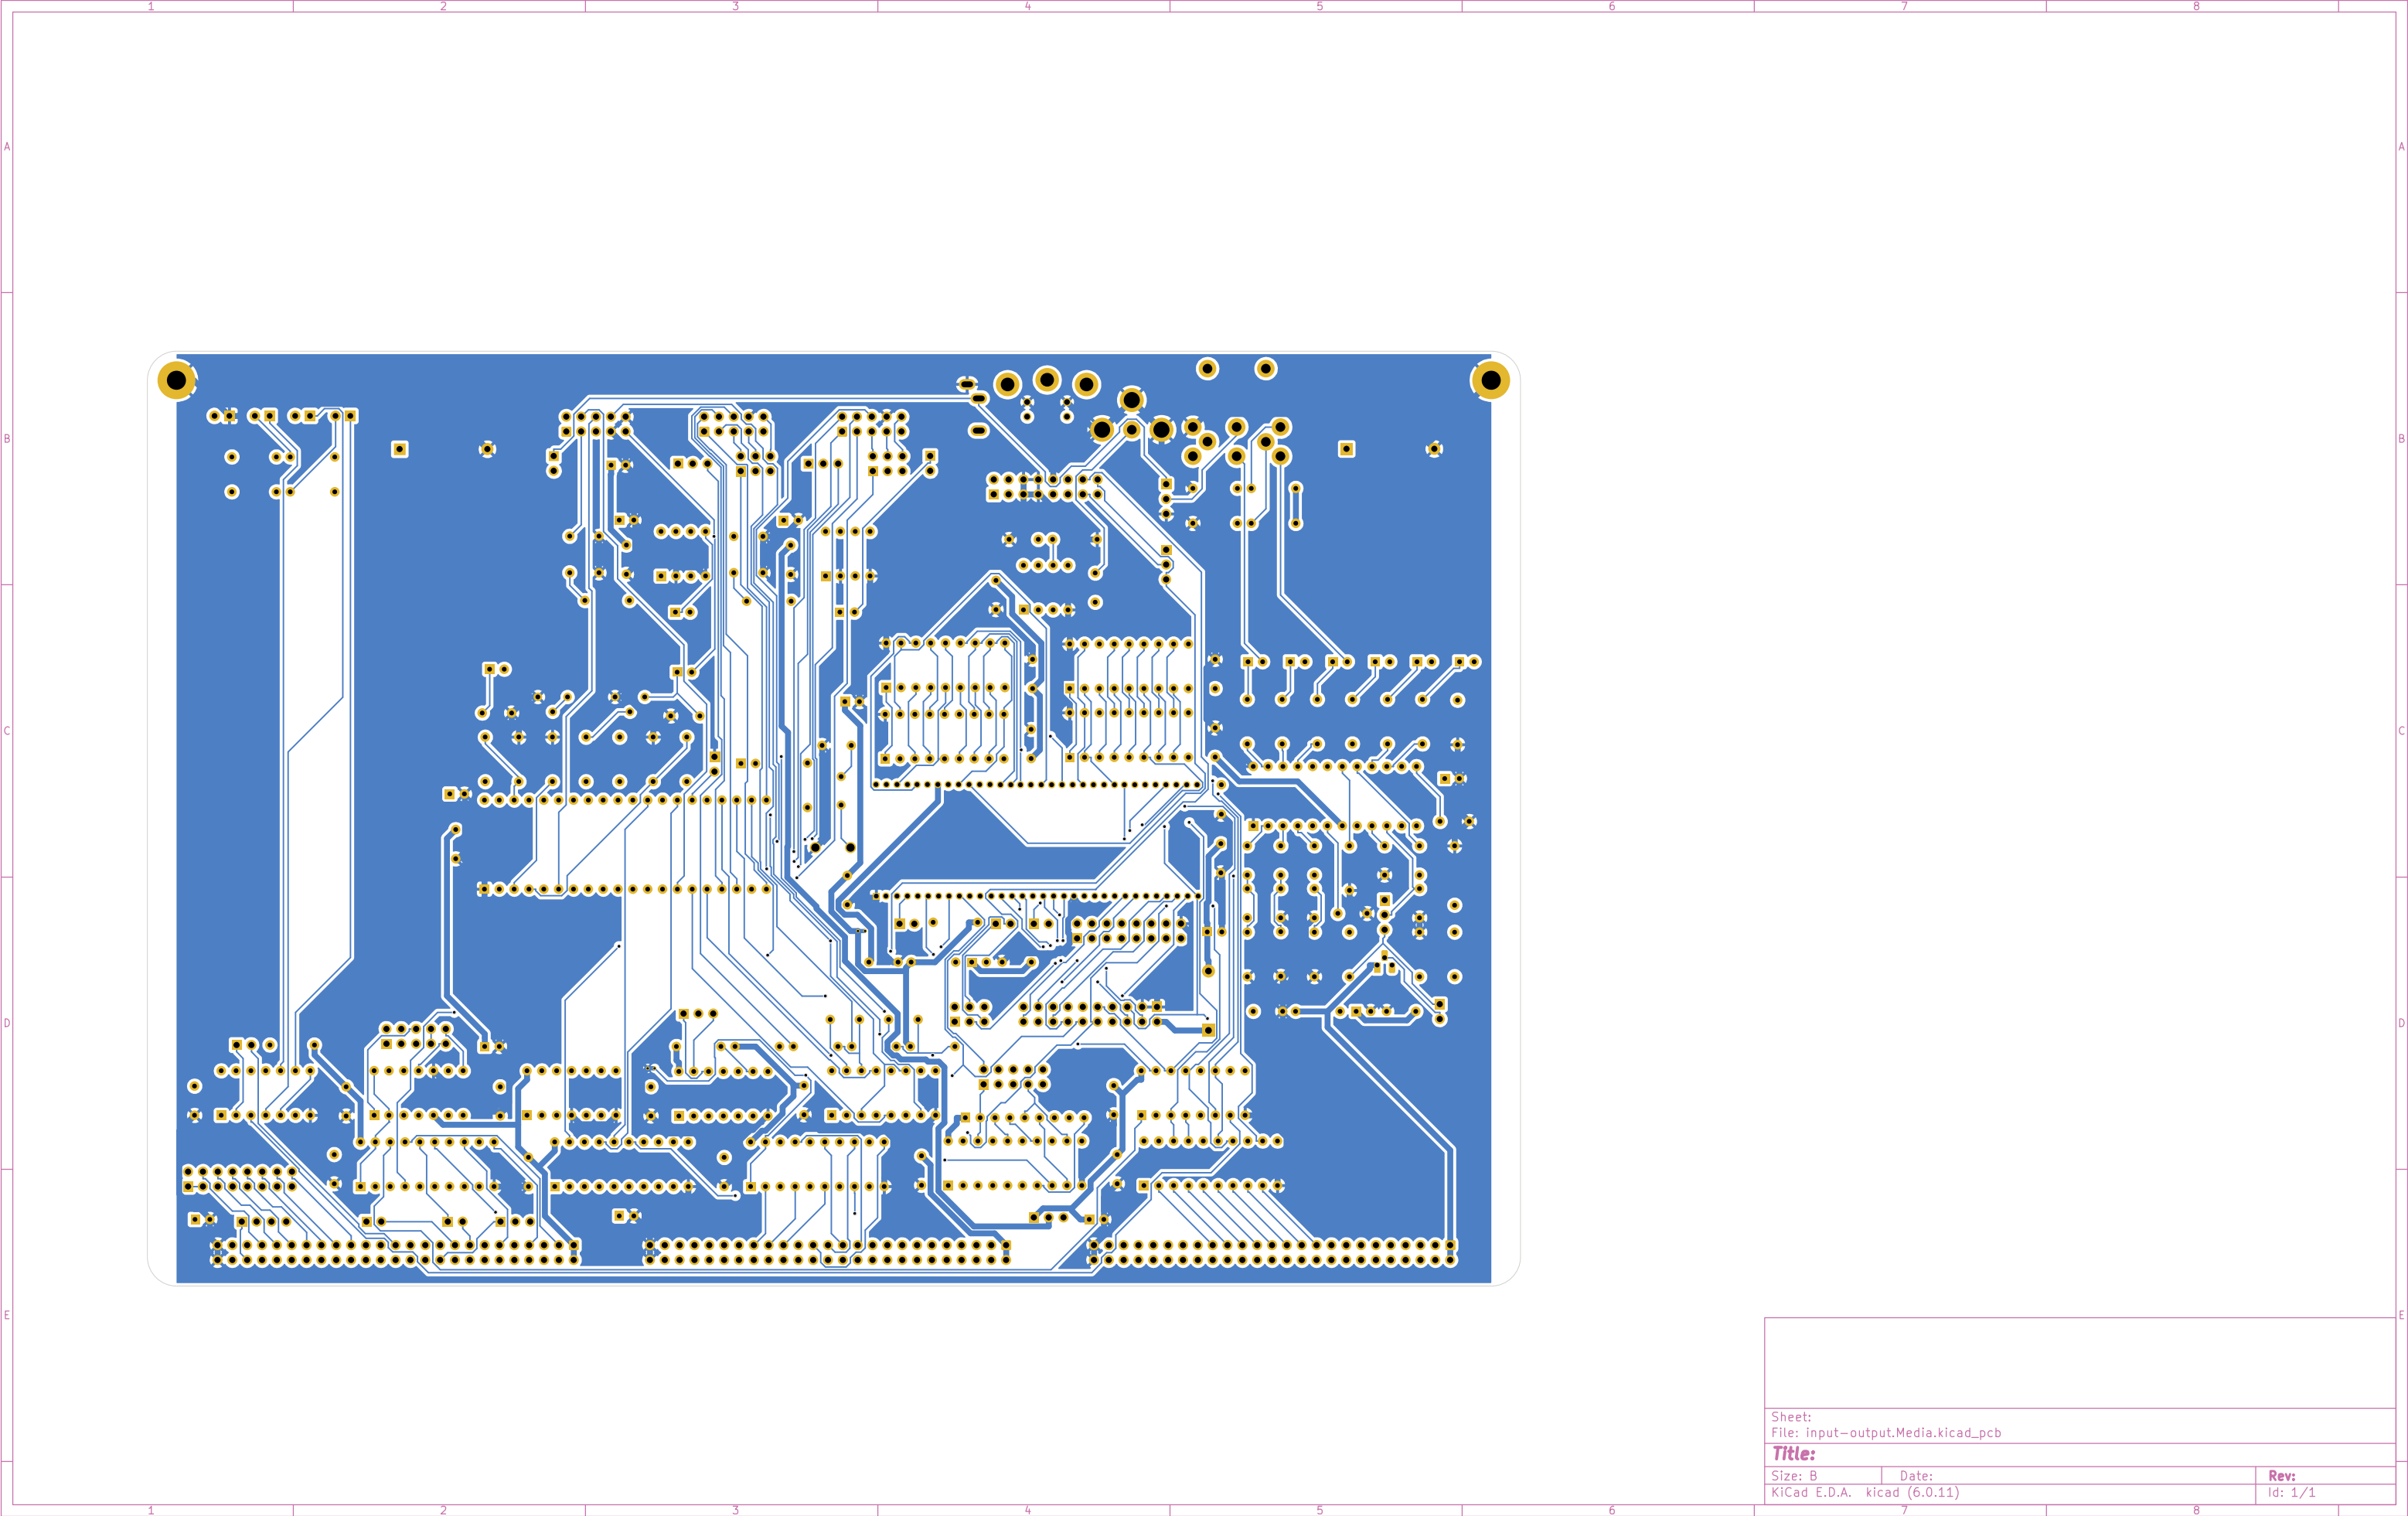 1 2 3 4 5 6 7 8
A A
B B
C C
D D
E E
Sheet:
File: input-output.Media.kicad_pcb
Title:
Size: B Date: Rev:
KiCad E.D.A. kicad (6.0.11) Id: 1/1
1 2 3 4 5 6 7 8